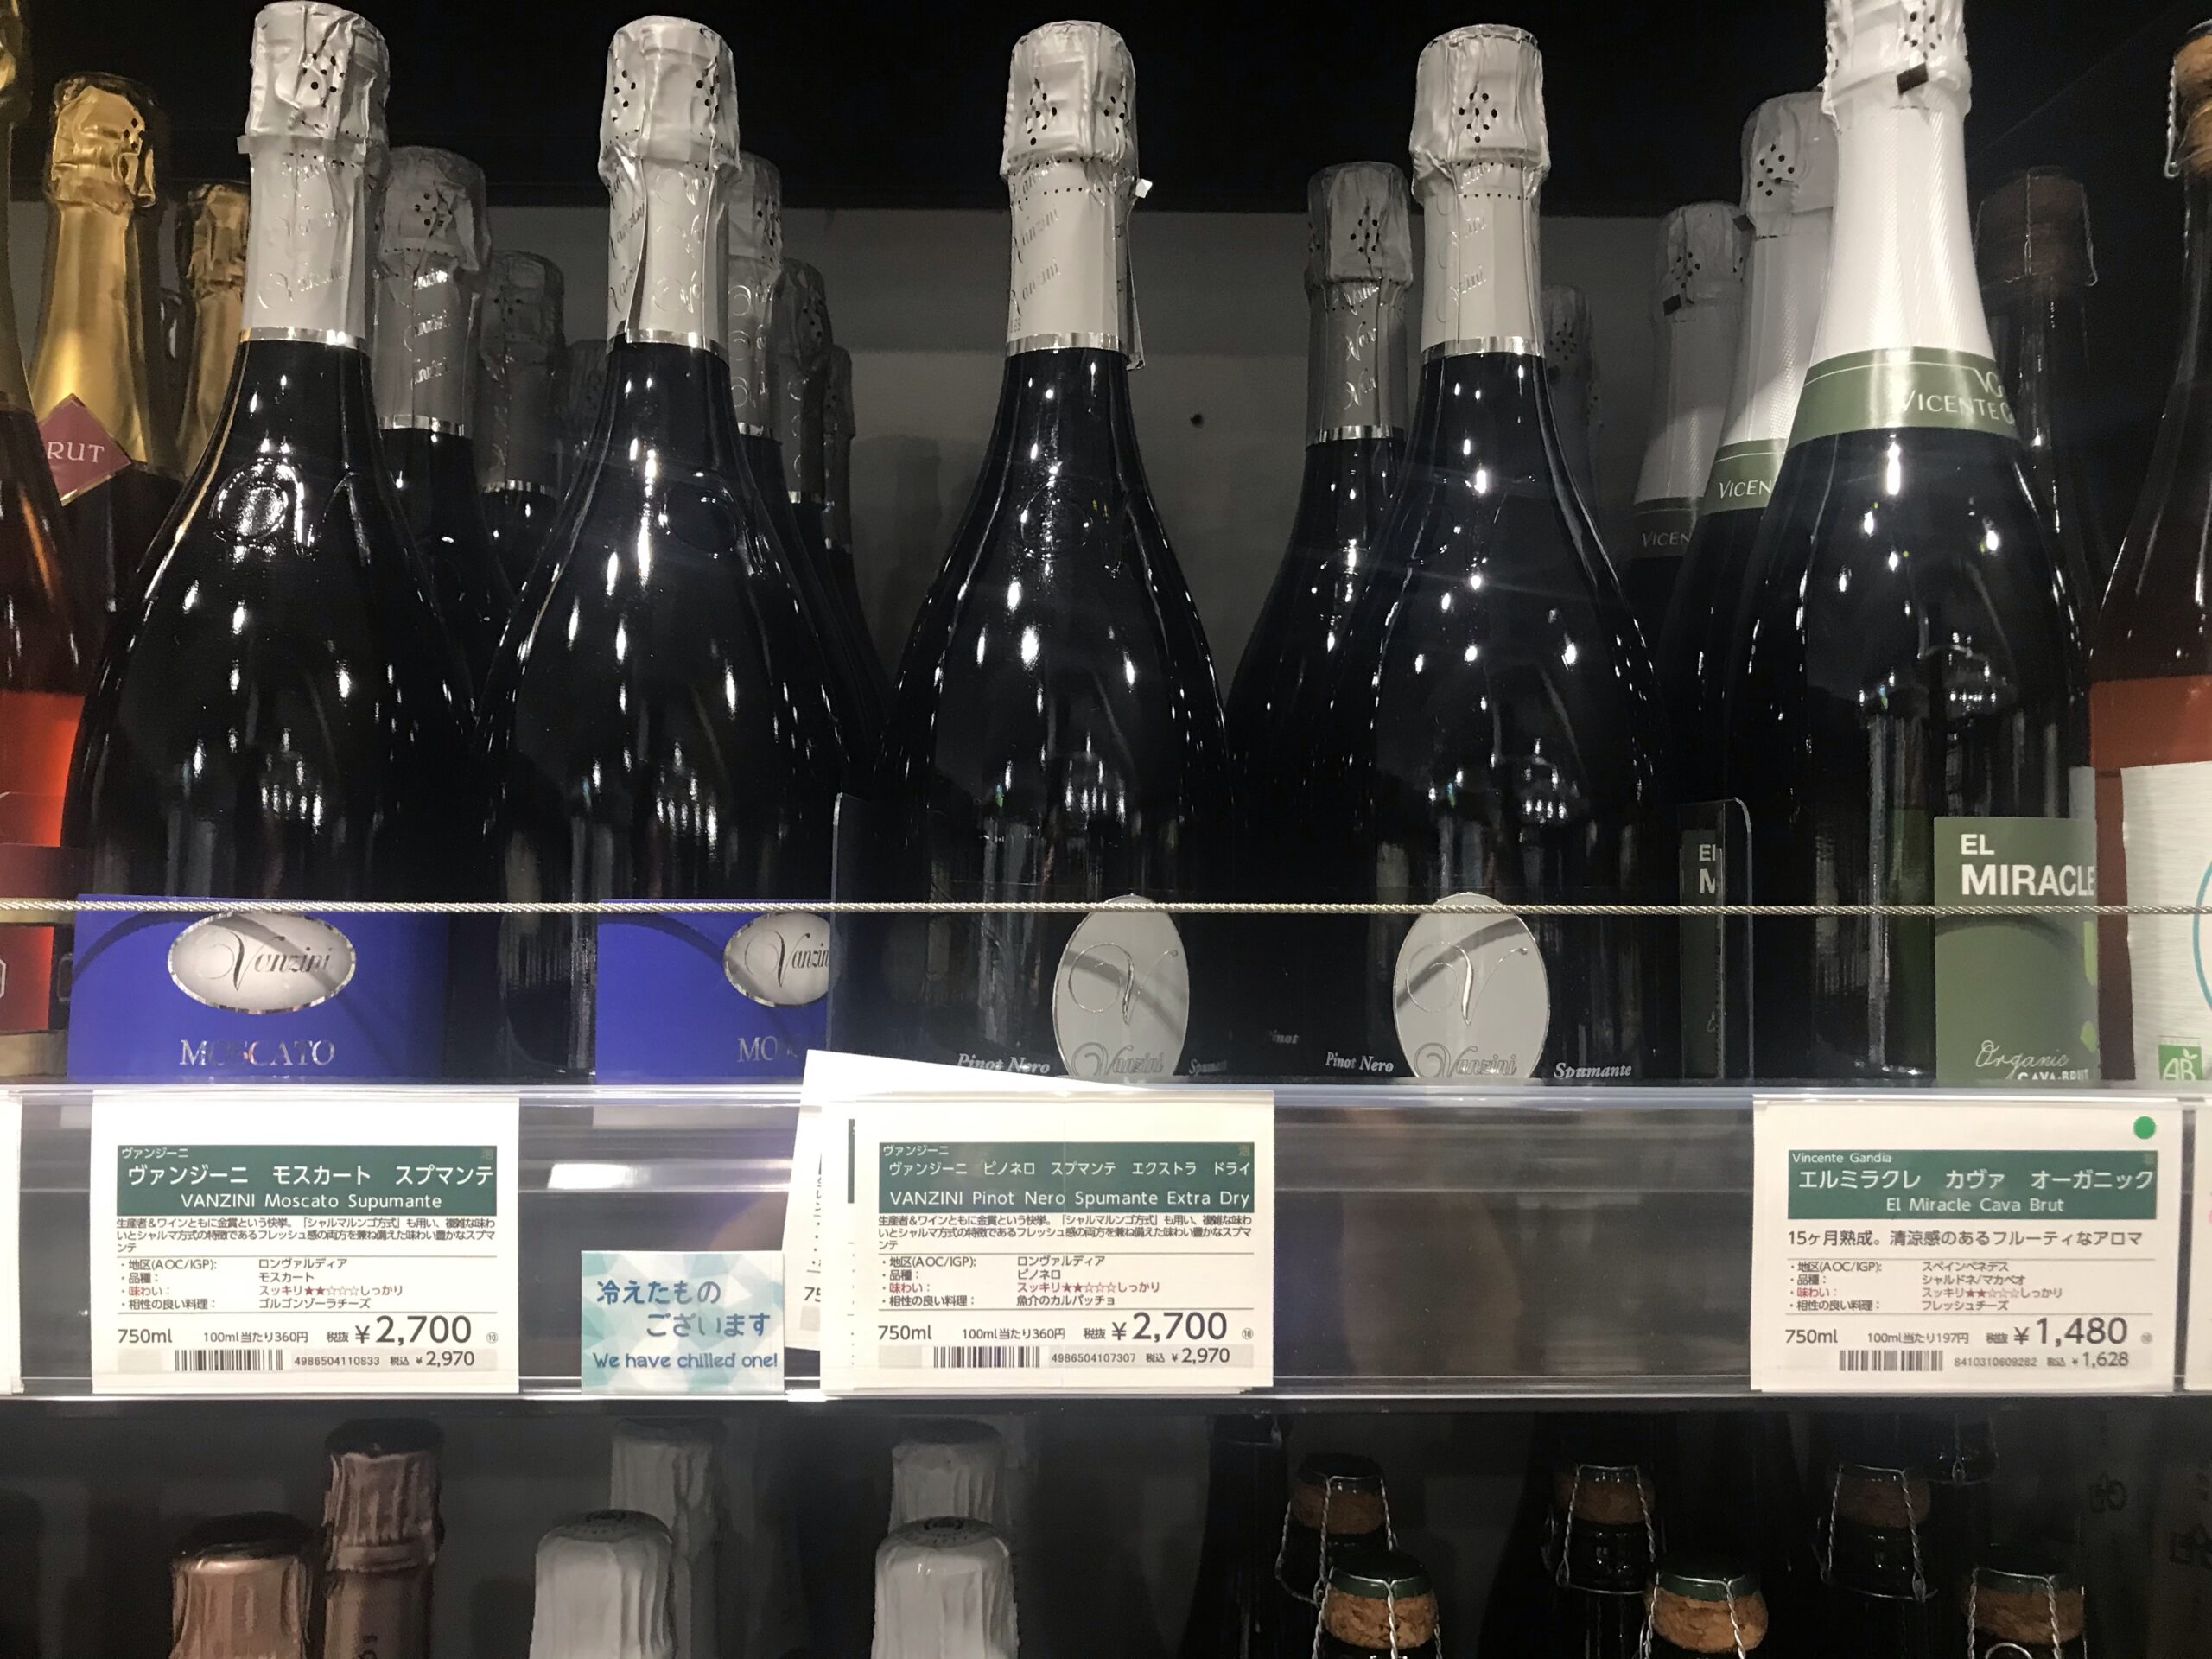 RUT
Vanzini
Vanzini
Vanzini
Vanzini
VICENTE G
VICEN
VICEN
EL
MIRACLE
Organic
CAVA-BRUT
AB
Vanzini
MOSCATO
Vanzin
MO
Pinot Nero
Vanzini
Pinot
Pinot Nero
Vanzini
Spumante
ヴァンジーニ
ヴァンジーニ モスカート スプマンテ
VANZINI Moscato Supumante
生産者&ワインともに金賞という快挙。「シャルマルンゴ方式」も用い、複雑な味わ
いとシャルマ方式の特徴であるフレッシュ感の両方を兼ね備えた味わい豊かなスプマ
ンテ
・地区(AOC/IGP): ロンヴァルディア
・品種: モスカート
・味わい: スッキリ★★☆☆☆しっかり
・相性の良い料理: ゴルゴンゾーラチーズ
750ml 100ml当たり360円 税抜 ¥2,700 ⑩
4986504110833 税込 ¥2,970
冷えたもの
ございます
We have chilled one!
75
ヴァンジーニ
ヴァンジーニ ピノネロ スプマンテ エクストラ ドライ
VANZINI Pinot Nero Spumante Extra Dry
生産者&ワインともに金賞という快挙。「シャルマルンゴ方式」も用い、複雑な味わ
いとシャルマ方式の特徴であるフレッシュ感の両方を兼ね備えた味わい豊かなスプマ
ンテ
・地区(AOC/IGP): ロンヴァルディア
・品種: ピノネロ
・味わい: スッキリ★★☆☆☆しっかり
・相性の良い料理: 魚介のカルパッチョ
750ml 100ml当たり360円 税抜 ¥2,700 ⑩
4986504107307 税込 ¥2,970
Vincente Gandia
エルミラクレ カヴァ オーガニック
El Miracle Cava Brut
15ヶ月熟成。清涼感のあるフルーティなアロマ
・地区(AOC/IGP): スペインペネデス
・品種: シャルドネ/マカベオ
・味わい: スッキリ★★☆☆☆しっかり
・相性の良い料理: フレッシュチーズ
750ml 100ml当たり197円 税抜 ¥1,480 ⑩
8410310609282 税込 ¥1,628